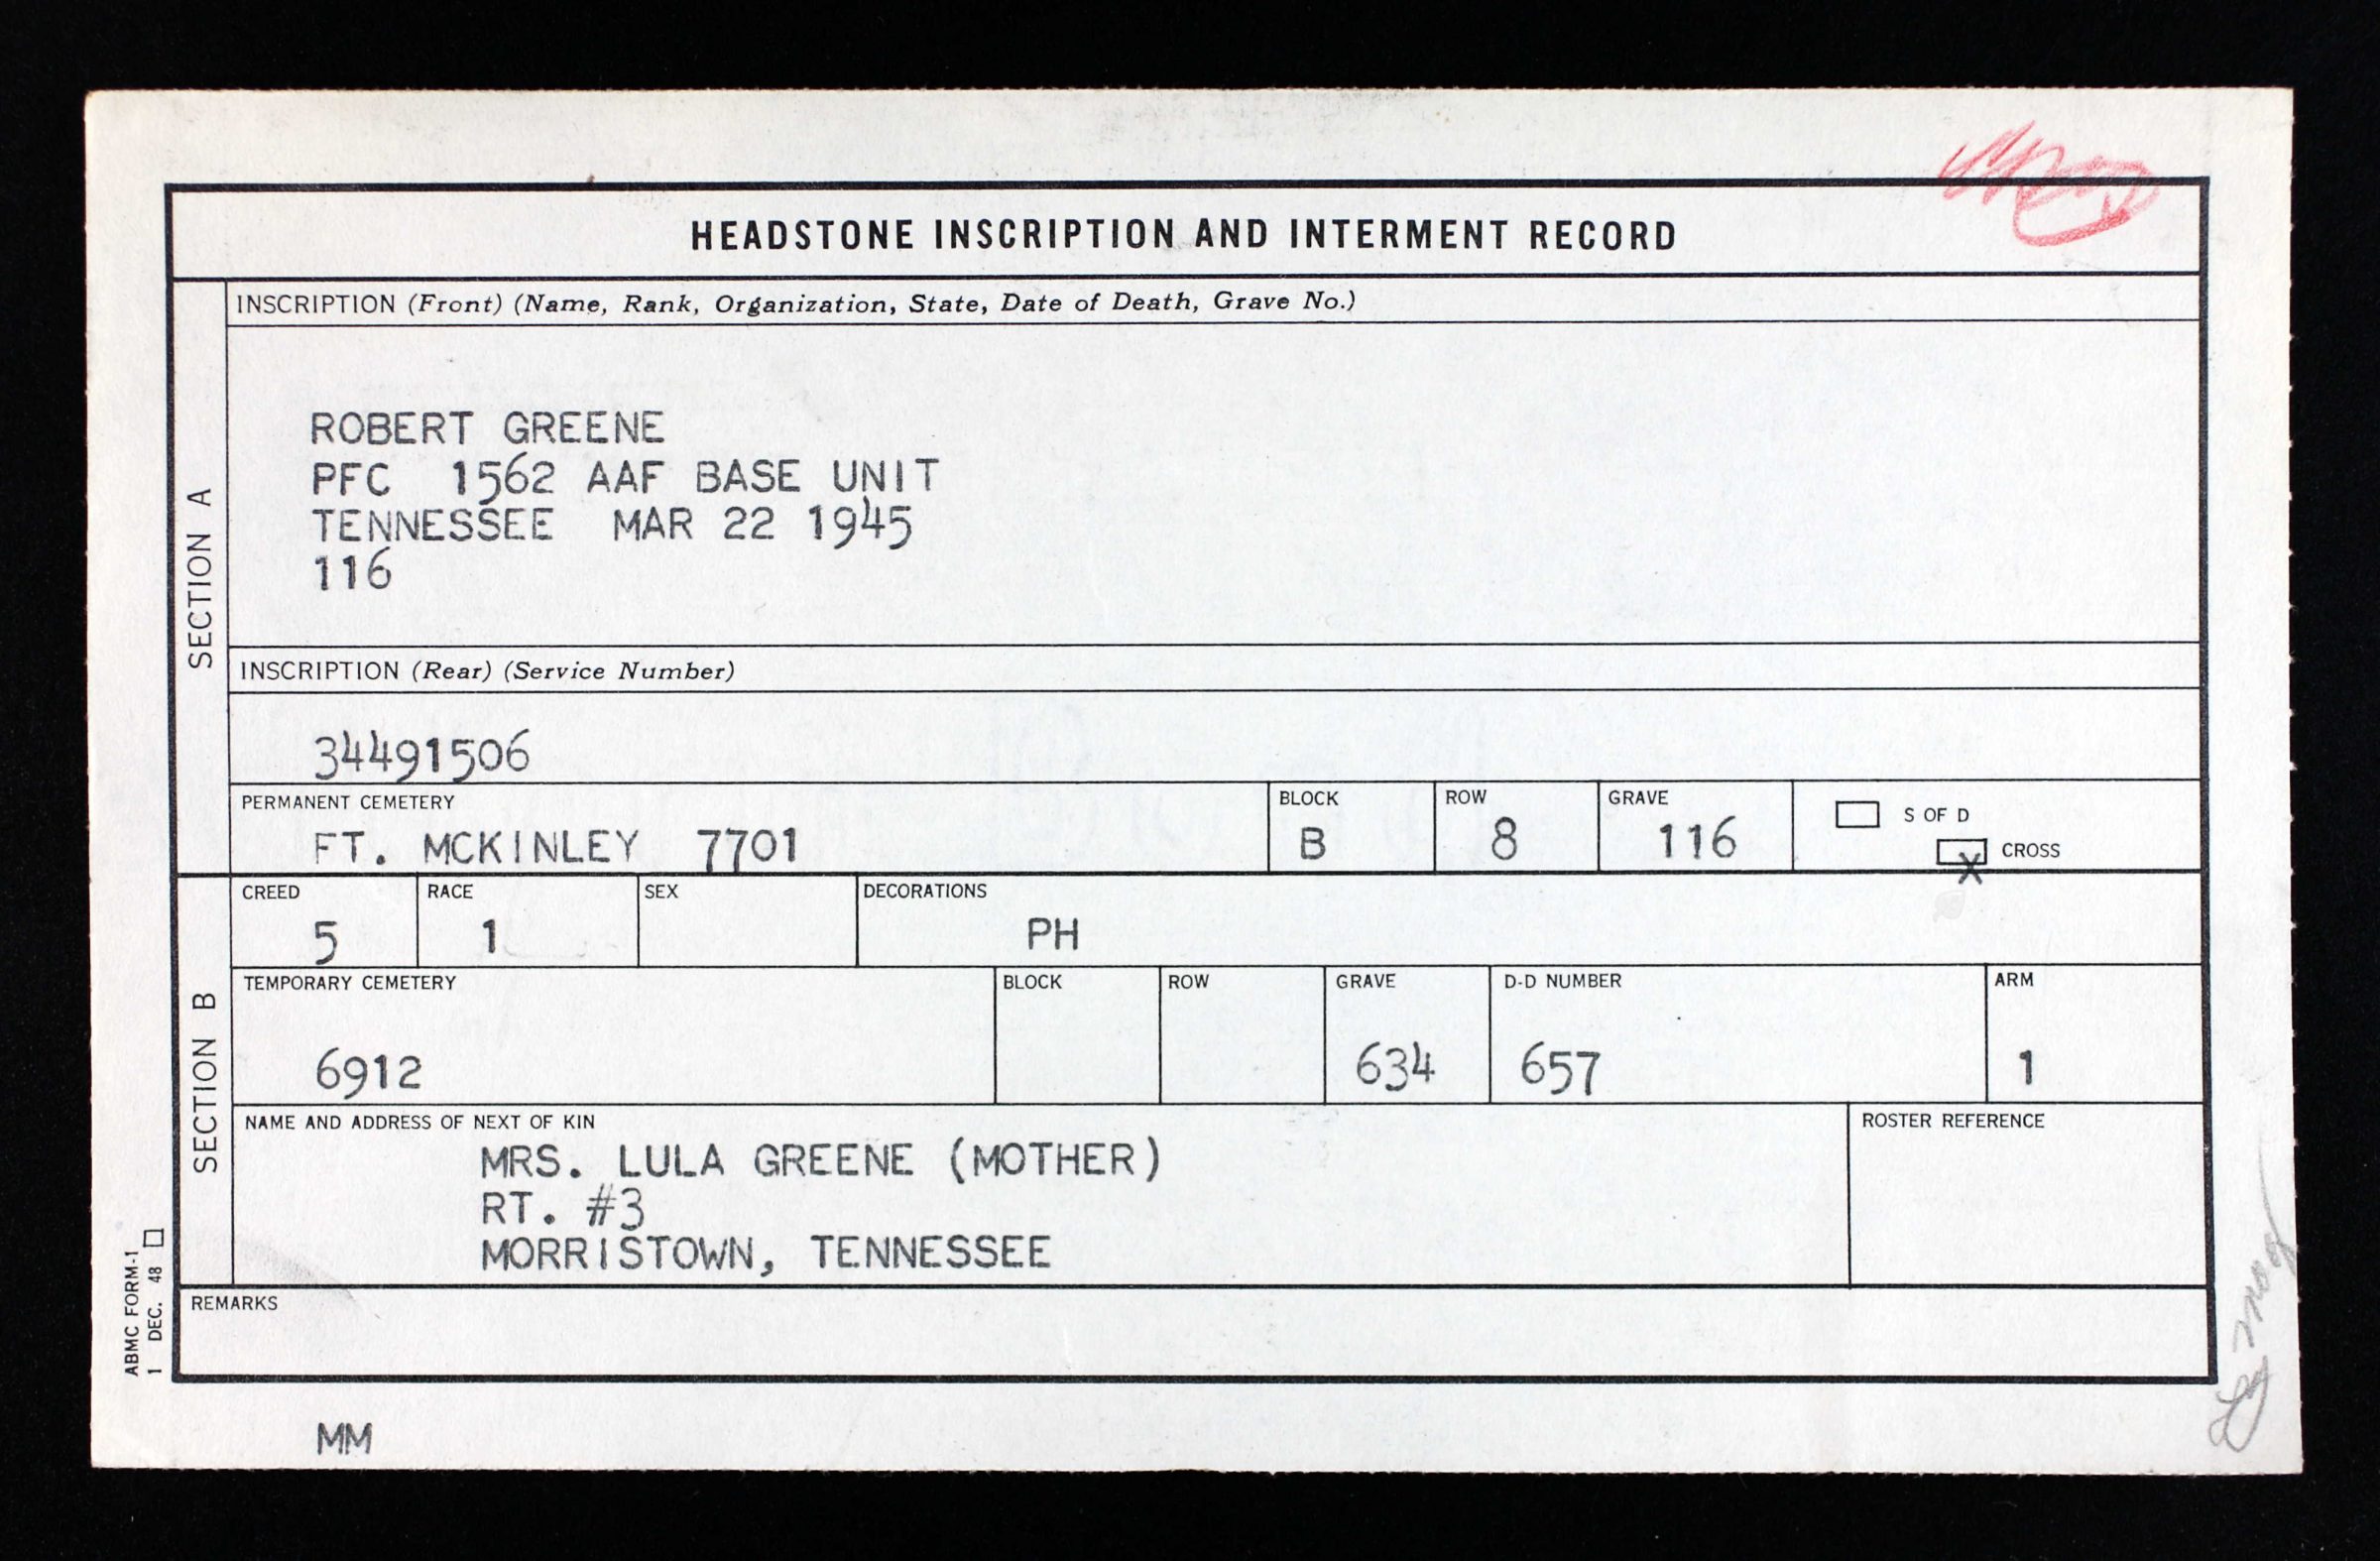 HEADSTONE INSCRIPTION AND INTERMENT RECORD
SECTION A
INSCRIPTION (Front) (Name, Rank, Organization, State, Date of Death, Grave No.)
ROBERT GREENE
PFC 1562 AAF BASE UNIT
TENNESSEE MAR 22 1945
116
INSCRIPTION (Rear) (Service Number)
34491506
PERMANENT CEMETERY BLOCK ROW GRAVE S OF D
FT. MCKINLEY 7701 B 8 116 X CROSS
SECTION B
CREED RACE SEX DECORATIONS
5 1 PH
TEMPORARY CEMETERY BLOCK ROW GRAVE D-D NUMBER ARM
6912 634 657 1
NAME AND ADDRESS OF NEXT OF KIN ROSTER REFERENCE
MRS. LULA GREENE (MOTHER)
RT. #3
MORRISTOWN, TENNESSEE
REMARKS
ABMC FORM-1
1 DEC. 48
MM